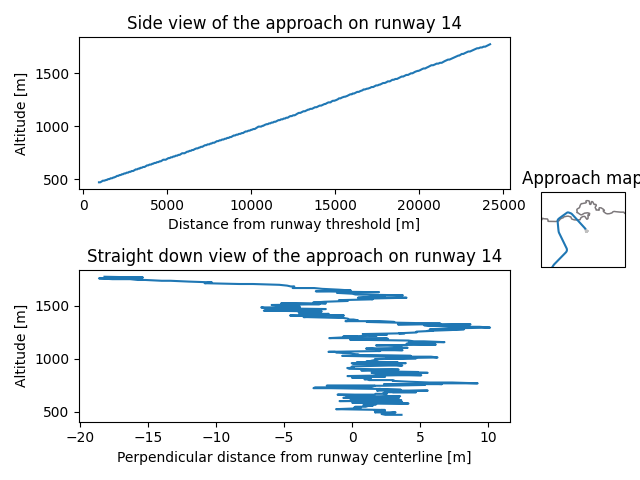 Side view of the approach on runway 14
Altitude [m]
1500
1000
500
0
5000
10000
15000
20000
25000
Distance from runway threshold [m]
Approach map
Straight down view of the approach on runway 14
Altitude [m]
1500
1000
500
−20
−15
−10
−5
0
5
10
Perpendicular distance from runway centerline [m]